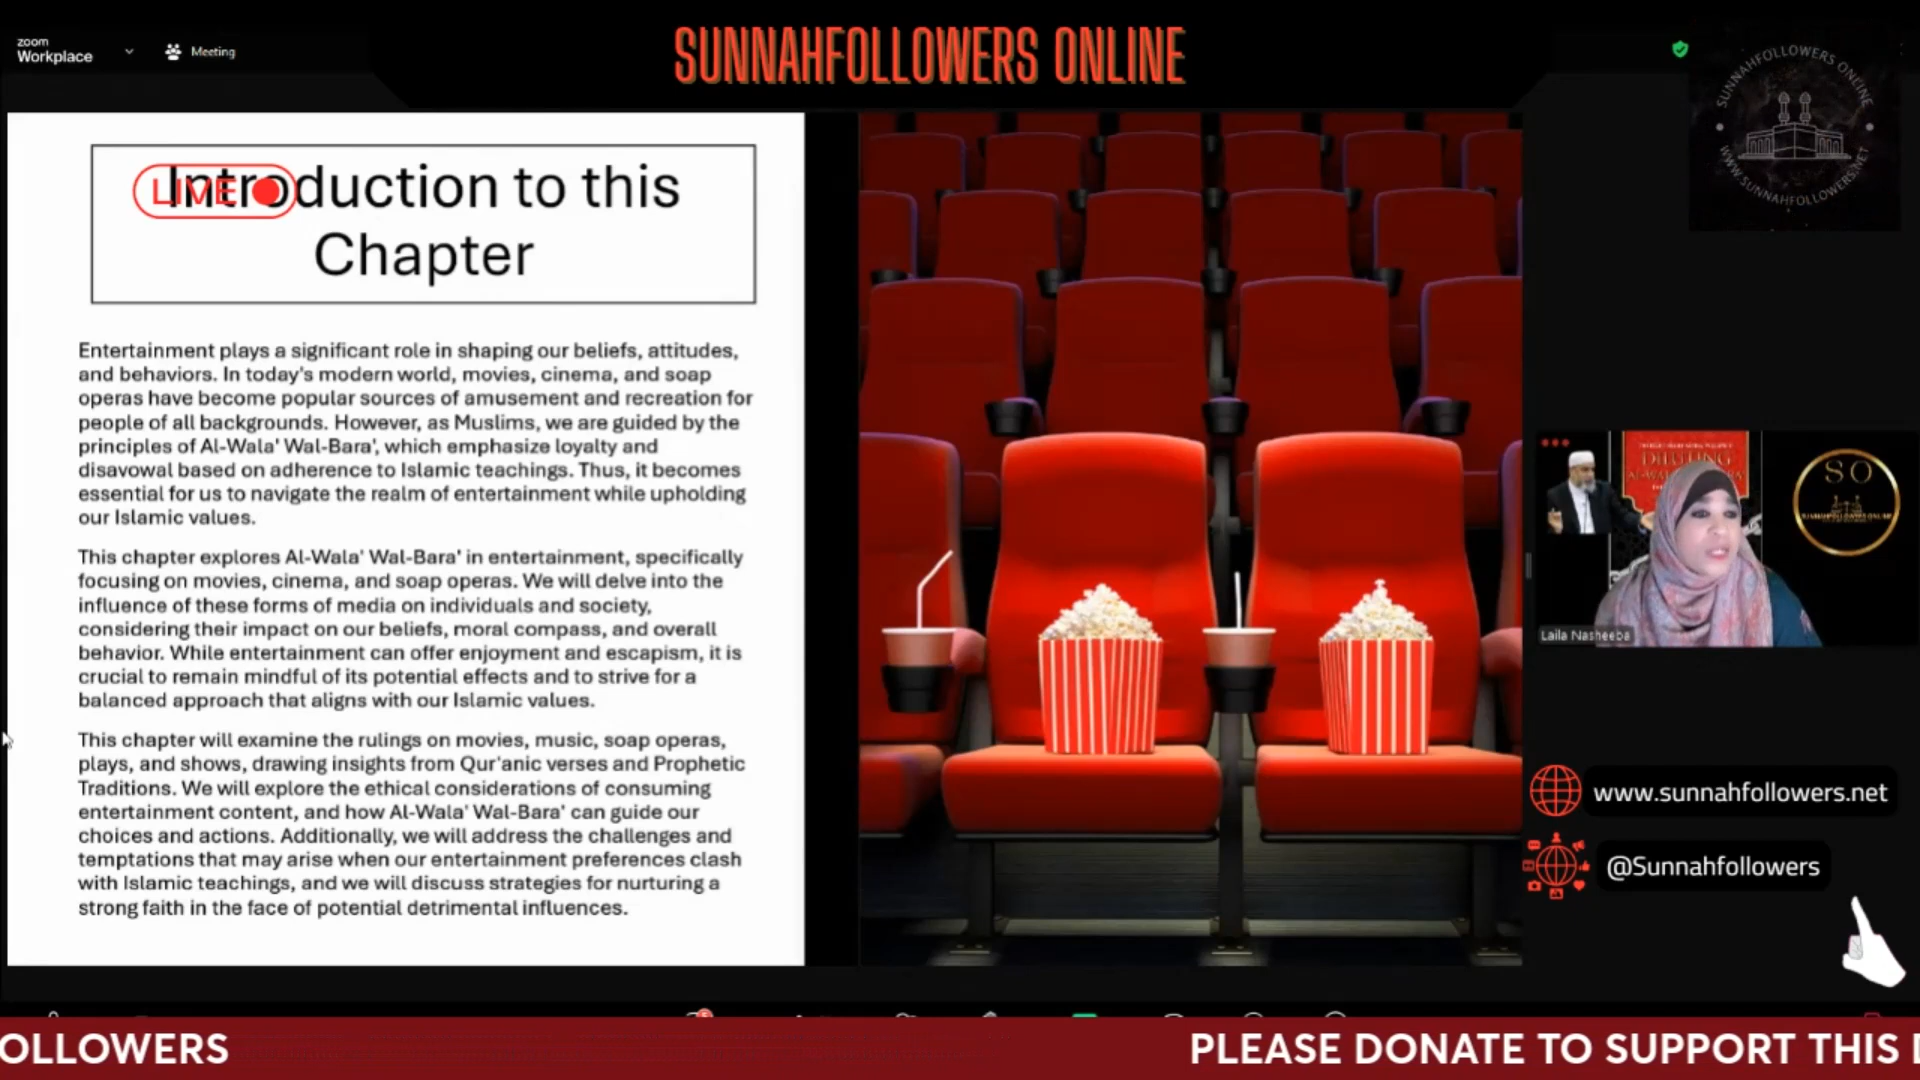 zoom
Workplace
Meeting
SUNNAHFOLLOWERS ONLINE
SUNNAHFOLLOWERS ONLINE
WWW.SUNNAHFOLLOWERS.NET
LIVE
Introduction to this
Chapter
Entertainment plays a significant role in shaping our beliefs, attitudes,
and behaviors. In today's modern world, movies, cinema, and soap
operas have become popular sources of amusement and recreation for
people of all backgrounds. However, as Muslims, we are guided by the
principles of Al-Wala' Wal-Bara', which emphasize loyalty and
disavowal based on adherence to Islamic teachings. Thus, it becomes
essential for us to navigate the realm of entertainment while upholding
our Islamic values.
This chapter explores Al-Wala' Wal-Bara' in entertainment, specifically
focusing on movies, cinema, and soap operas. We will delve into the
influence of these forms of media on individuals and society,
considering their impact on our beliefs, moral compass, and overall
behavior. While entertainment can offer enjoyment and escapism, it is
crucial to remain mindful of its potential effects and to strive for a
balanced approach that aligns with our Islamic values.
This chapter will examine the rulings on movies, music, soap operas,
plays, and shows, drawing insights from Qur'anic verses and Prophetic
Traditions. We will explore the ethical considerations of consuming
entertainment content, and how Al-Wala' Wal-Bara' can guide our
choices and actions. Additionally, we will address the challenges and
temptations that may arise when our entertainment preferences clash
with Islamic teachings, and we will discuss strategies for nurturing a
strong faith in the face of potential detrimental influences.
DILUTING
SO
SUNNAHFOLLOWERS ONLINE
Laila Nasheeba
www.sunnahfollowers.net
@Sunnahfollowers
OLLOWERS
PLEASE DONATE TO SUPPORT THIS